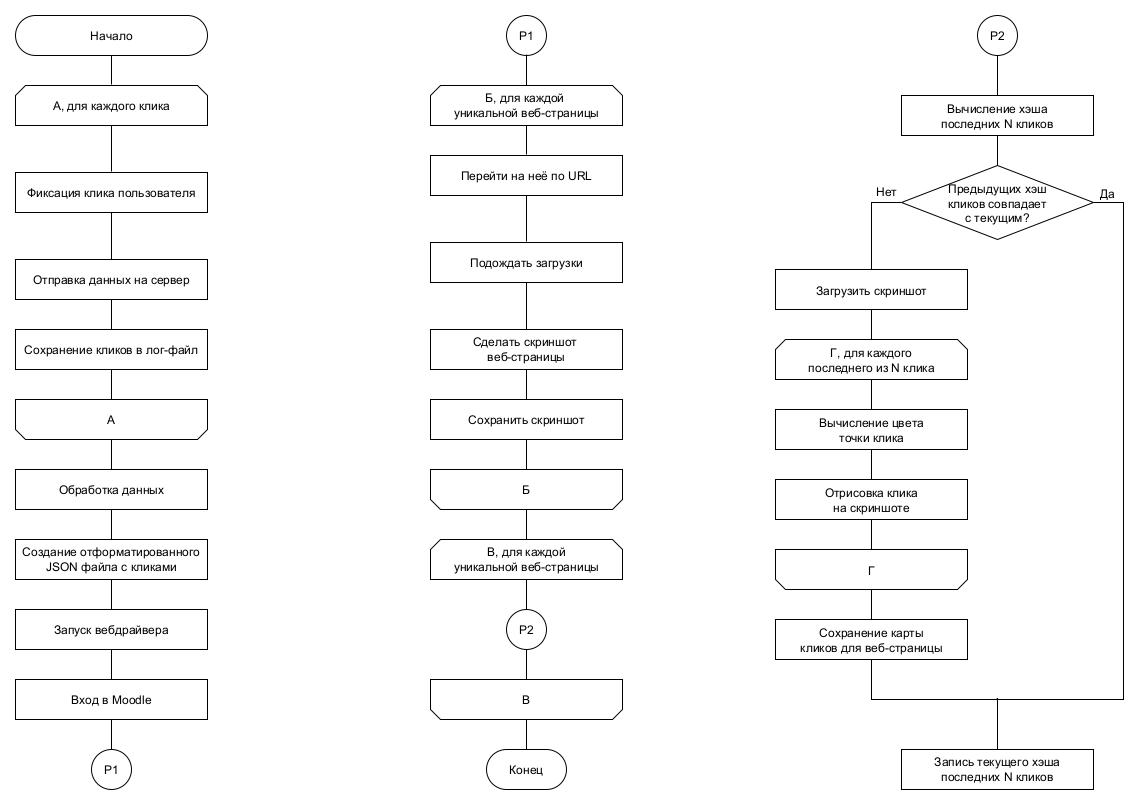 Начало
А, для каждого клика
Фиксация клика пользователя
Отправка данных на сервер
Сохранение кликов в лог-файл
А
Обработка данных
Создание отформатированного
JSON файла с кликами
Запуск вебдрайвера
Вход в Moodle
P1
P1
Б, для каждой
уникальной веб-страницы
Перейти на неё по URL
Подождать загрузки
Сделать скриншот
веб-страницы
Сохранить скриншот
Б
В, для каждой
уникальной веб-страницы
P2
В
Конец
P2
Вычисление хэша
последних N кликов
Предыдущих хэш
кликов совпадает
с текущим?
Нет
Да
Загрузить скриншот
Г, для каждого
последнего из N клика
Вычисление цвета
точки клика
Отрисовка клика
на скриншоте
Г
Сохранение карты
кликов для веб-страницы
Запись текущего хэша
последних N кликов